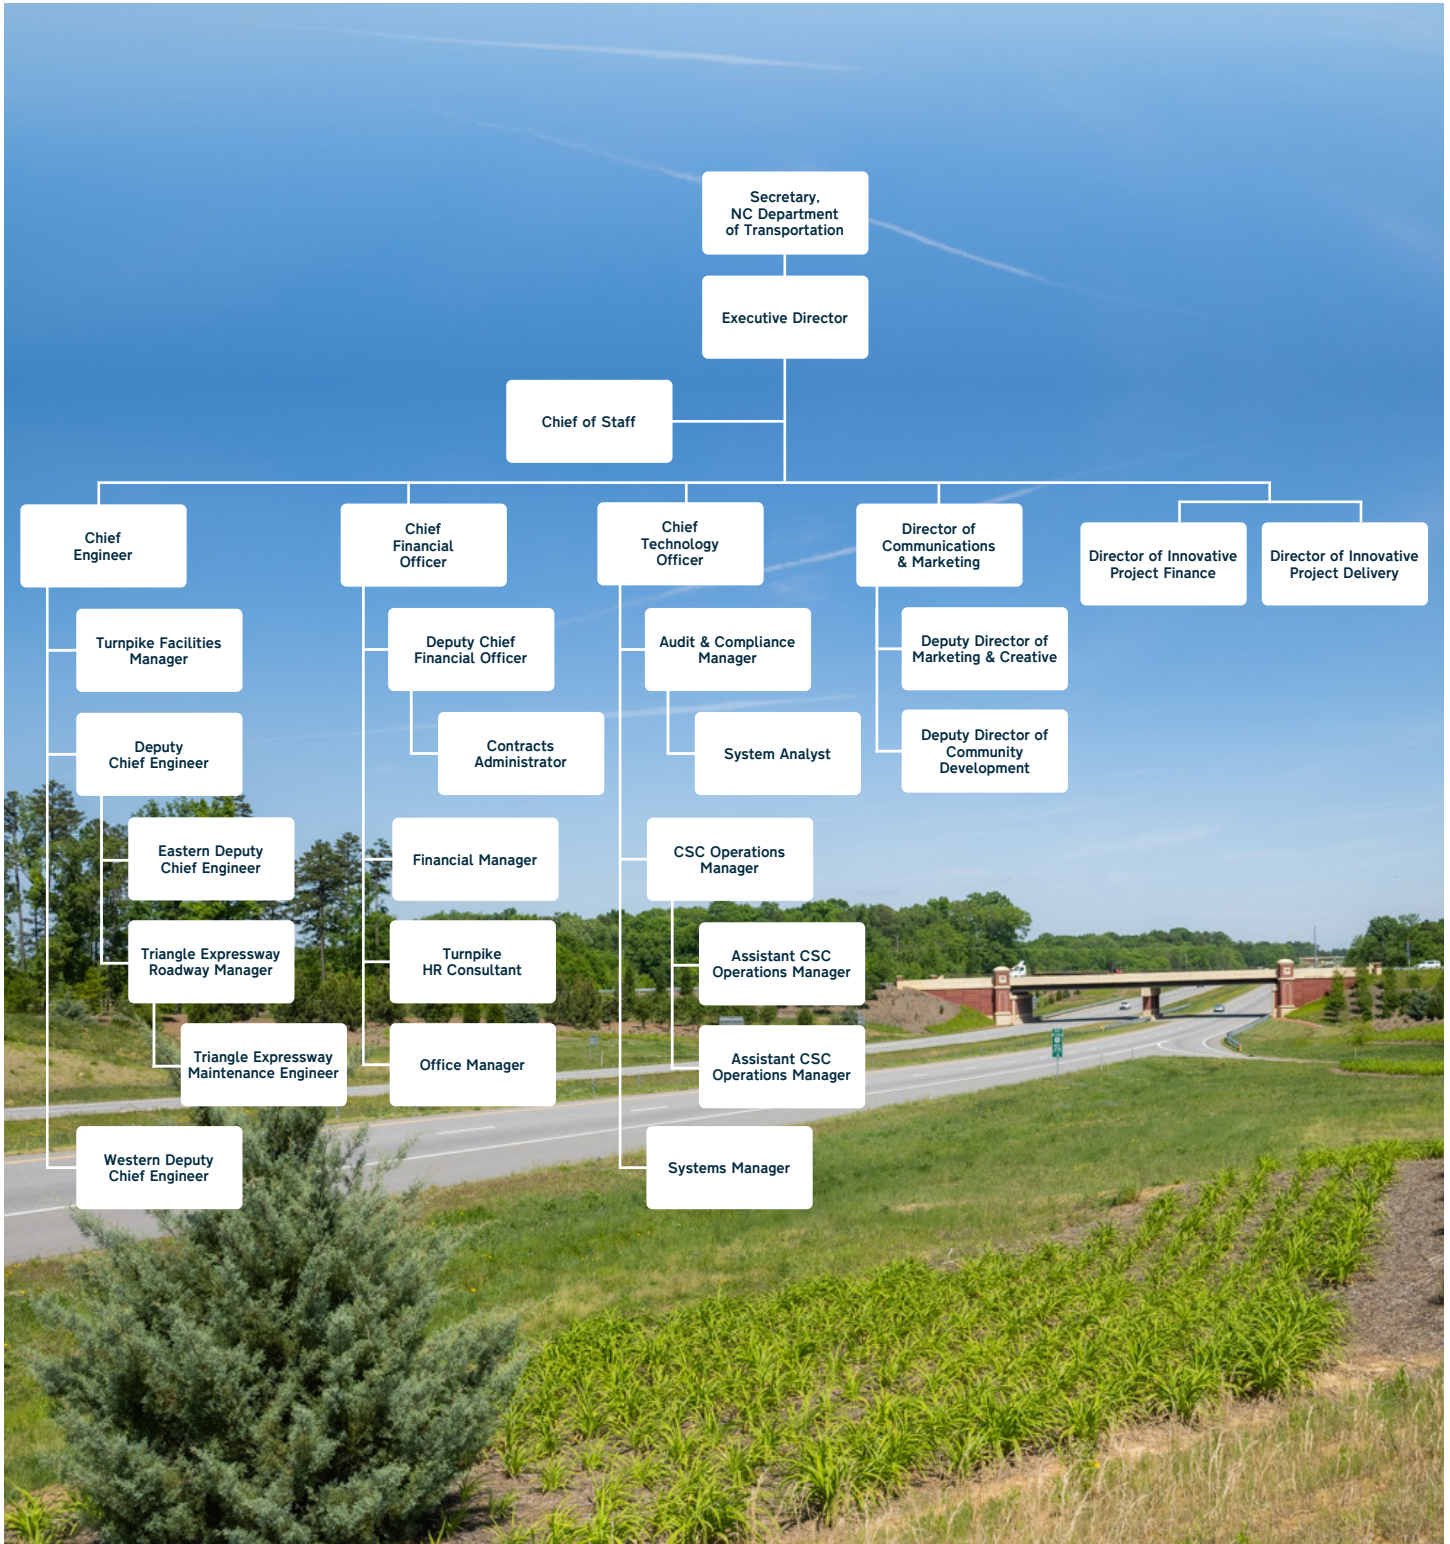 Secretary,
NC Department
of Transportation
Executive Director
Chief of Staff
Chief
Engineer
Turnpike Facilities
Manager
Deputy
Chief Engineer
Eastern Deputy
Chief Engineer
Triangle Expressway
Roadway Manager
Triangle Expressway
Maintenance Engineer
Western Deputy
Chief Engineer
Chief
Financial
Officer
Deputy Chief
Financial Officer
Contracts
Administrator
Financial Manager
Turnpike
HR Consultant
Office Manager
Chief
Technology
Officer
Audit & Compliance
Manager
System Analyst
CSC Operations
Manager
Assistant CSC
Operations Manager
Assistant CSC
Operations Manager
Systems Manager
Director of
Communications
& Marketing
Deputy Director of
Marketing & Creative
Deputy Director of
Community
Development
Director of Innovative
Project Finance
Director of Innovative
Project Delivery